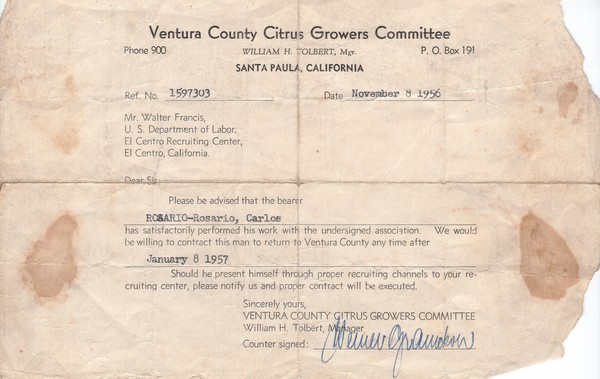 Ventura County Citrus Growers Committee
Phone 900 WILLIAM H. TOLBERT, Mgr. P. O. Box 191
SANTA PAULA, CALIFORNIA
Ref. No. 1597303 Date November 8 1956
Mr. Walter Francis,
U. S. Department of Labor,
El Centro Recruiting Center,
El Centro, California.
Dear Sir:
Please be advised that the bearer
ROSARIO-Rosario, Carlos
has satisfactorily performed his work with the undersigned association. We would
be willing to contract this man to return to Ventura County any time after
January 8 1957
Should he present himself through proper recruiting channels to your re-
cruiting center, please notify us and proper contract will be executed.
Sincerely yours,
VENTURA COUNTY CITRUS GROWERS COMMITTEE
William H. Tolbert, Manager
Counter signed: